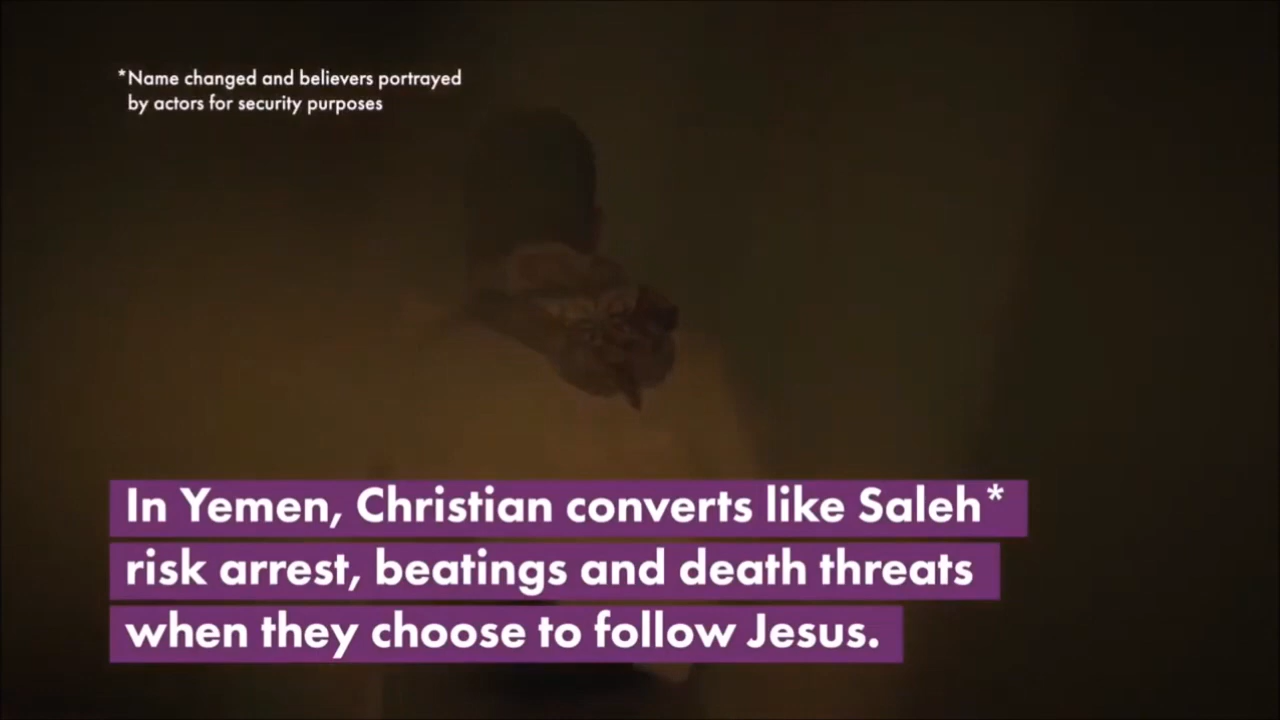 *Name changed and believers portrayed
by actors for security purposes
In Yemen, Christian converts like Saleh*
risk arrest, beatings and death threats
when they choose to follow Jesus.